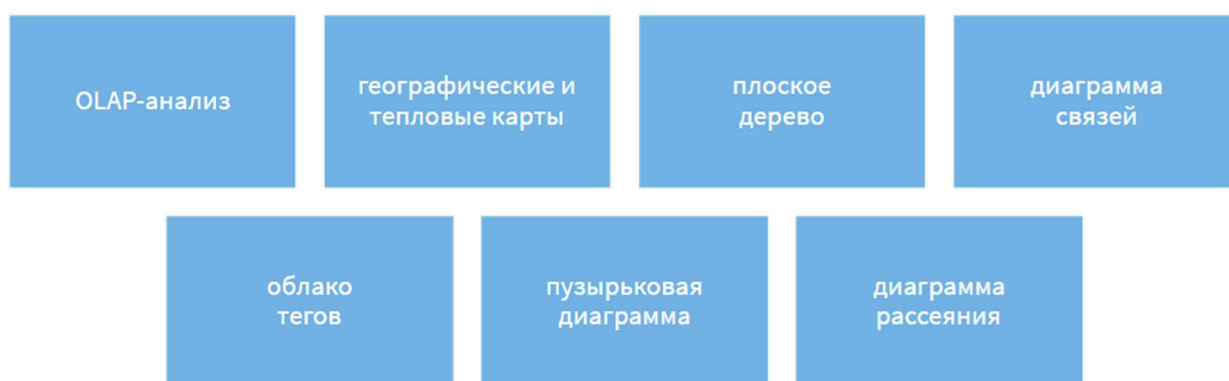 OLAP-анализ
географические и
тепловые карты
плоское
дерево
диаграмма
связей
облако
тегов
пузырьковая
диаграмма
диаграмма
рассеяния